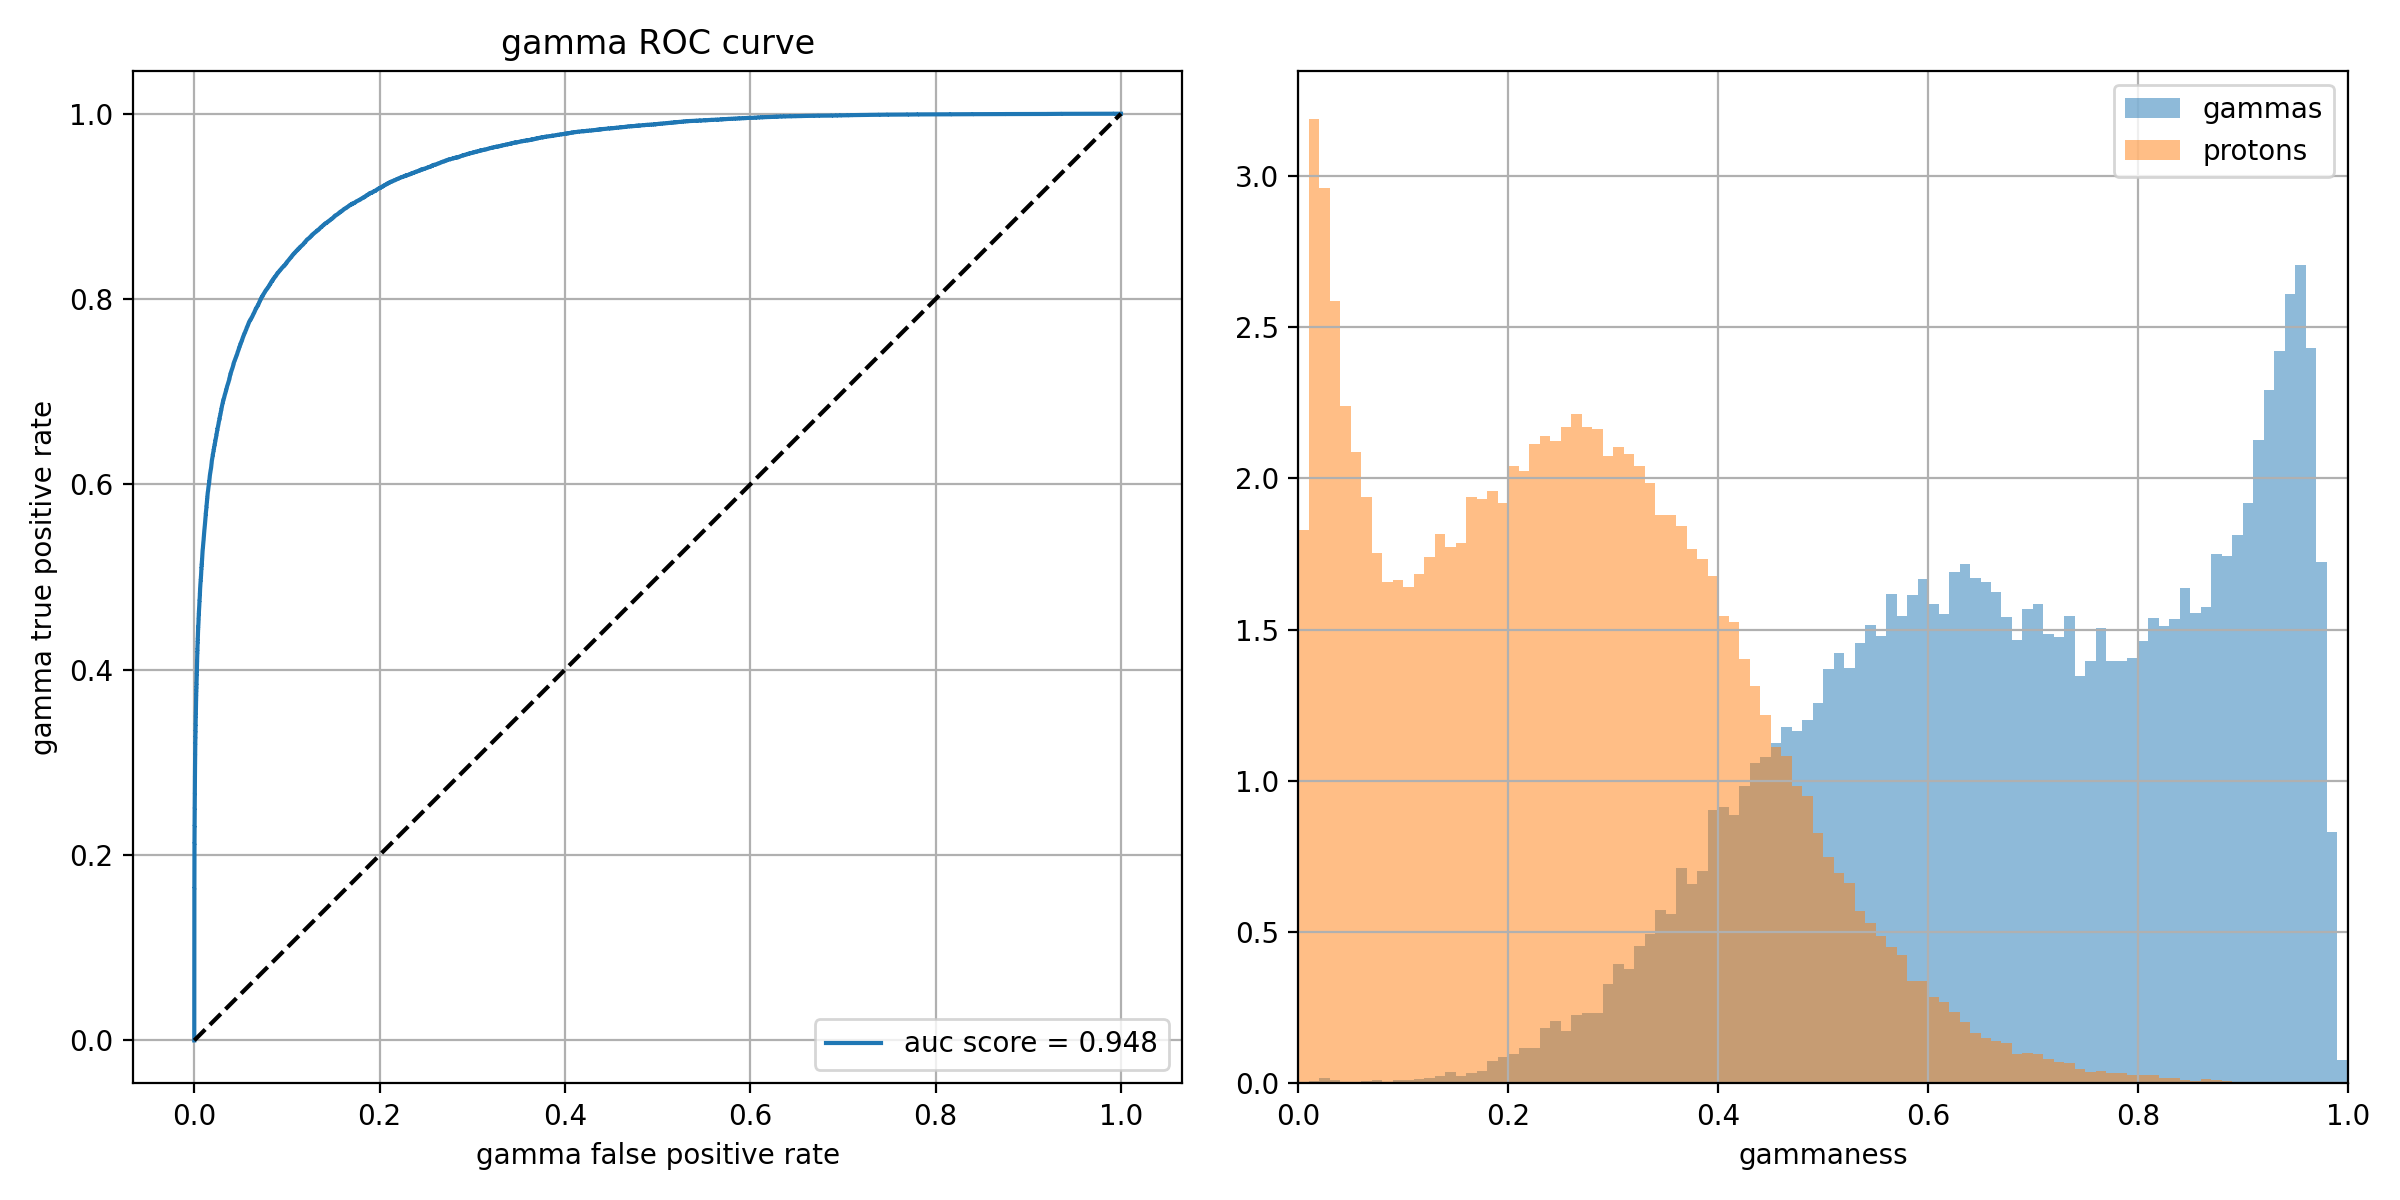 gamma ROC curve
1.0
0.8
0.6
0.4
0.2
0.0
gamma true positive rate
0.0 0.2 0.4 0.6 0.8 1.0
gamma false positive rate
auc score = 0.948
gammas
protons
3.0
2.5
2.0
1.5
1.0
0.5
0.0
0.0 0.2 0.4 0.6 0.8 1.0
gammaness